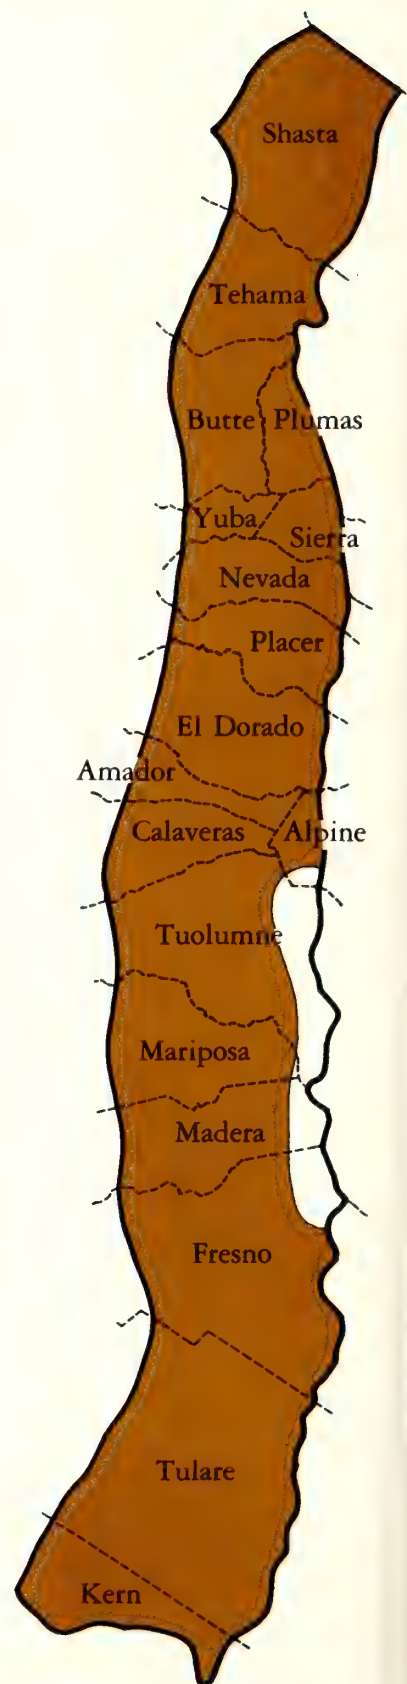 Shasta
Tehama
Butte Plumas
Yuba
Sierra
Nevada
Placer
El Dorado
Amador
Calaveras Alpine
Tuolumne
Mariposa
Madera
Fresno
Tulare
Kern